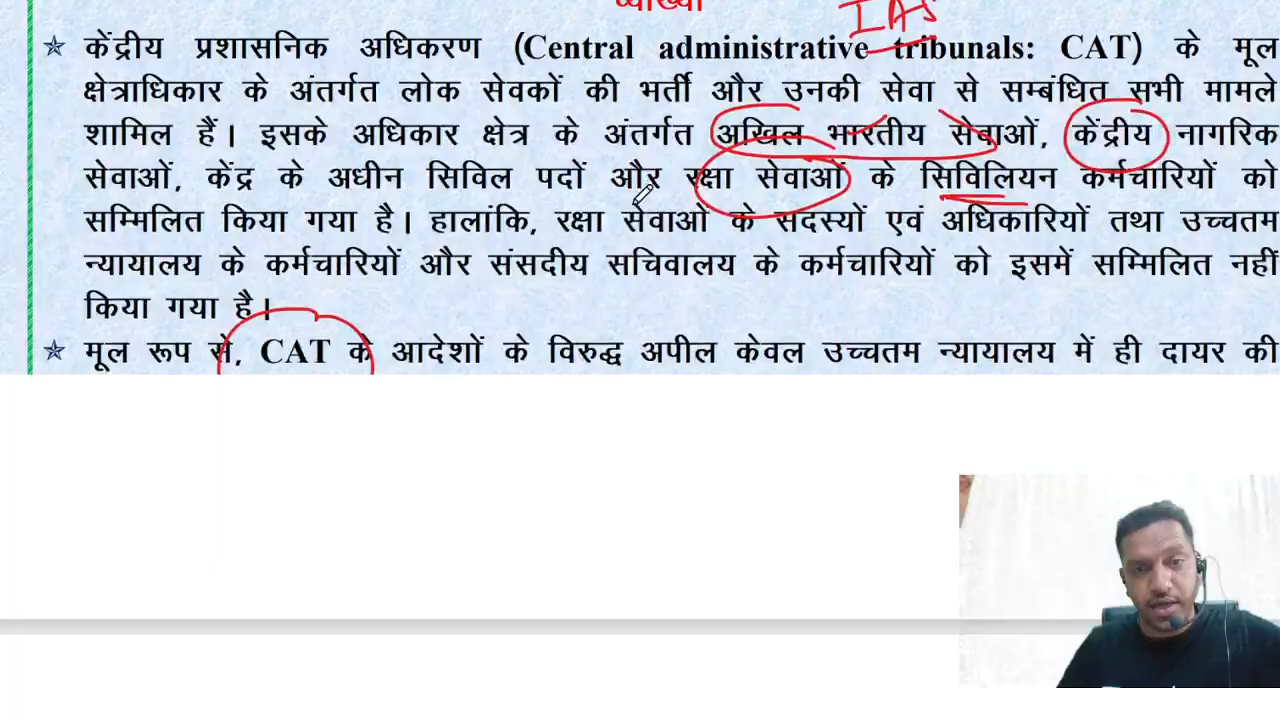 व्याख्या
IAS
केंद्रीय प्रशासनिक अधिकरण (Central administrative tribunals: CAT) के मूल
क्षेत्राधिकार के अंतर्गत लोक सेवकों की भर्ती और उनकी सेवा से सम्बंधित सभी मामले
शामिल हैं। इसके अधिकार क्षेत्र के अंतर्गत अखिल भारतीय सेवाओं, केंद्रीय नागरिक
सेवाओं, केंद्र के अधीन सिविल पदों और रक्षा सेवाओं के सिविलियन कर्मचारियों को
सम्मिलित किया गया है। हालांकि, रक्षा सेवाओ के सदस्यों एवं अधिकारियों तथा उच्चतम
न्यायालय के कर्मचारियों और संसदीय सचिवालय के कर्मचारियों को इसमें सम्मिलित नहीं
किया गया है।
मूल रूप से, CAT के आदेशों के विरुद्ध अपील केवल उच्चतम न्यायालय में ही दायर की